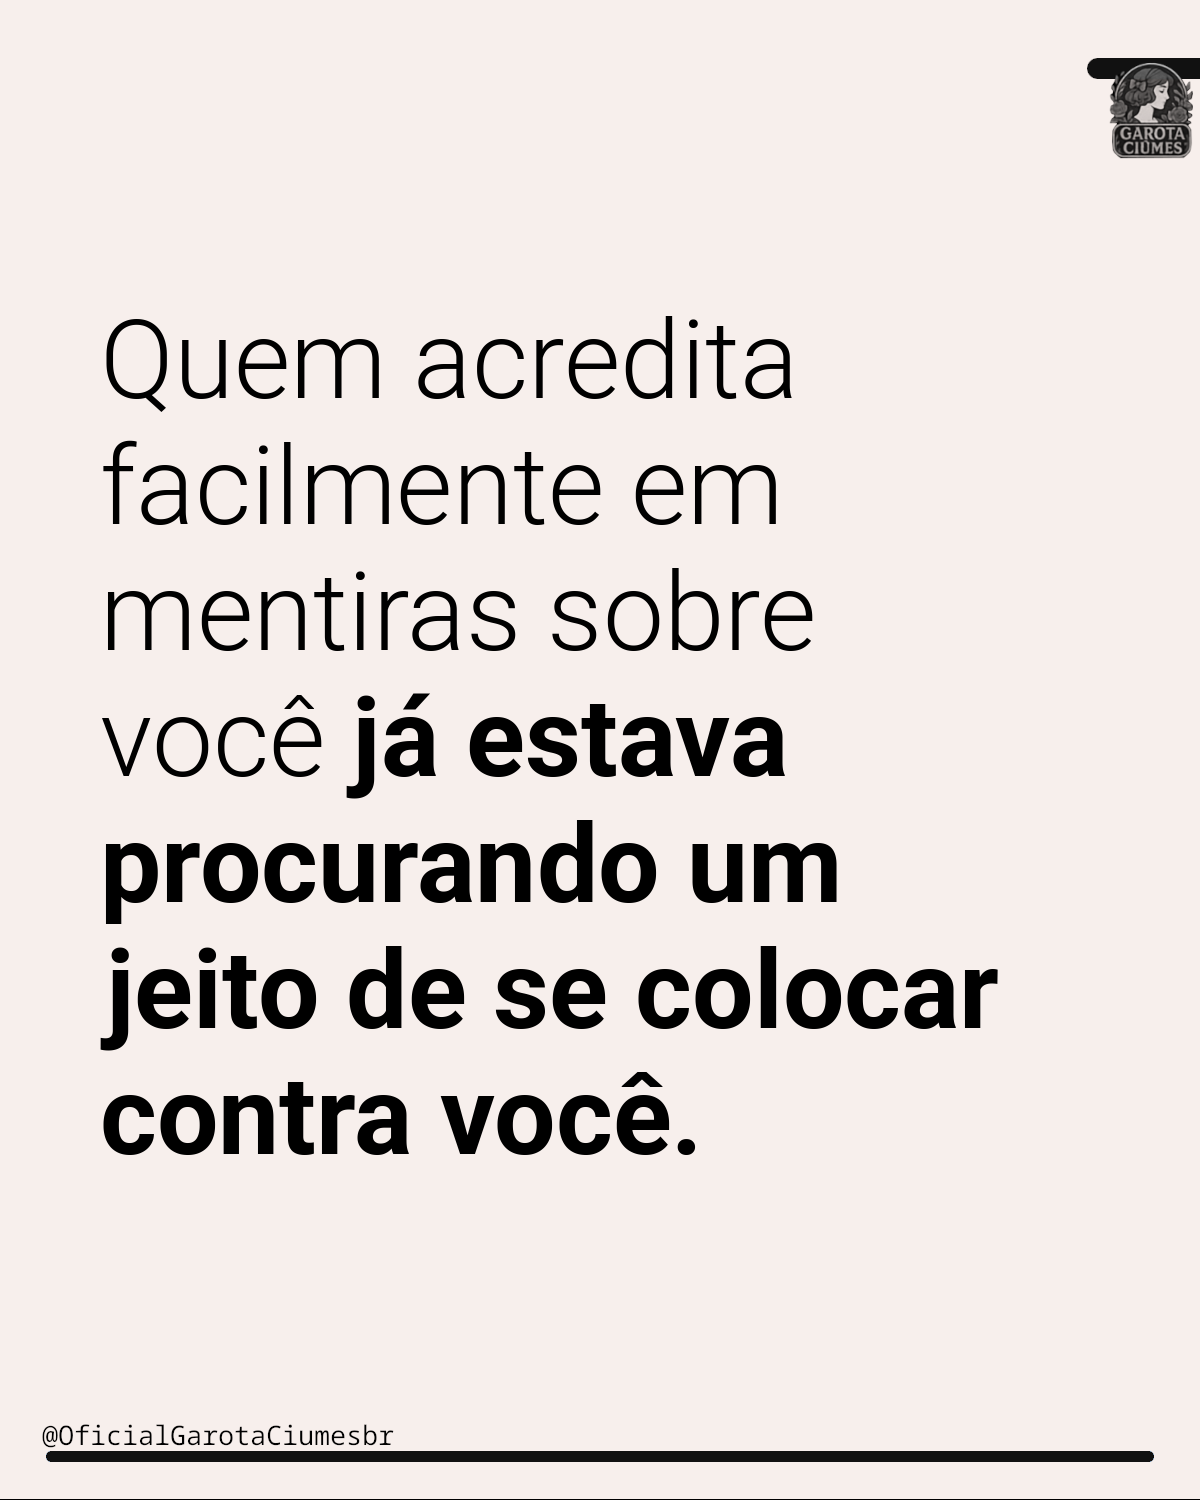 GAROTA
CIÚMES
Quem acredita
facilmente em
mentiras sobre
você já estava
procurando um
jeito de se colocar
contra você.
@OficialGarotaCiumesbr